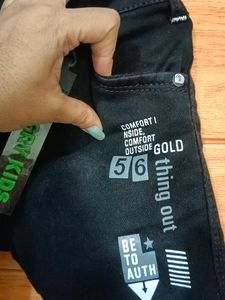 COMFORT I
NSIDE,
COMFORT
OUTSIDE GOLD
56
thing out
BE
TO
AUTH
KIDS